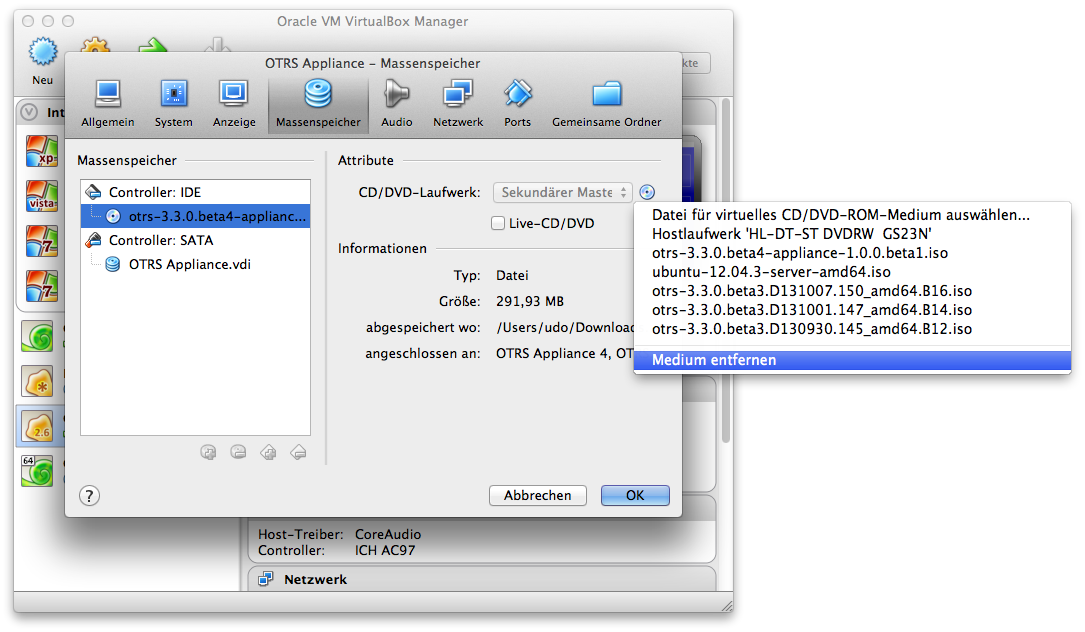 Oracle VM VirtualBox Manager
Neu
kte
Int
OTRS Appliance – Massenspeicher
Allgemein System Anzeige Massenspeicher Audio Netzwerk Ports Gemeinsame Ordner
Massenspeicher
Controller: IDE
otrs-3.3.0.beta4-applianc...
Controller: SATA
OTRS Appliance.vdi
Attribute
CD/DVD-Laufwerk: Sekundärer Maste
Live-CD/DVD
Informationen
Typ: Datei
Größe: 291,93 MB
abgespeichert wo: /Users/udo/Downloa
angeschlossen an: OTRS Appliance 4, OT
Datei für virtuelles CD/DVD-ROM-Medium auswählen...
Hostlaufwerk 'HL-DT-ST DVDRW GS23N'
otrs-3.3.0.beta4-appliance-1.0.0.beta1.iso
ubuntu-12.04.3-server-amd64.iso
otrs-3.3.0.beta3.D131007.150_amd64.B16.iso
otrs-3.3.0.beta3.D131001.147_amd64.B14.iso
otrs-3.3.0.beta3.D130930.145_amd64.B12.iso
Medium entfernen
xp
vista
7
7
2.6
64
?
Abbrechen OK
Host-Treiber: CoreAudio
Controller: ICH AC97
Netzwerk